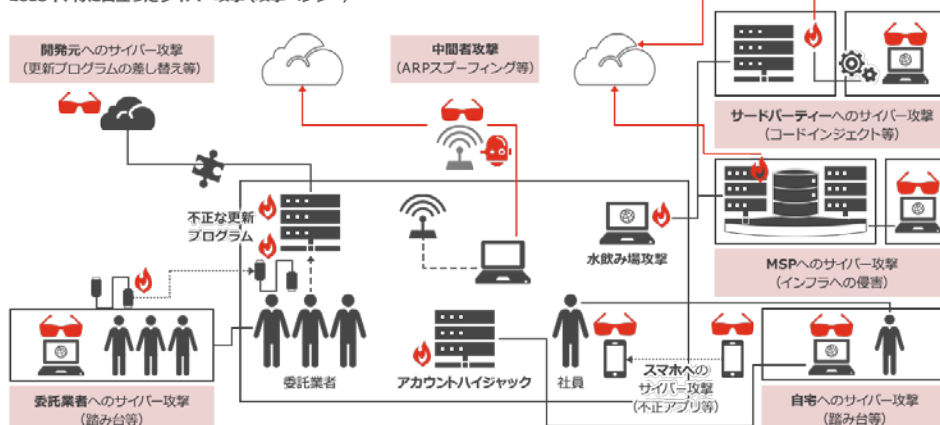 開発元へのサイバー攻撃
（更新プログラムの差し替え等）
中間者攻撃
（ARPスプーフィング等）
サードパーティーへのサイバー攻撃
（コードインジェクト等）
不正な更新
プログラム
水飲み場攻撃
MSPへのサイバー攻撃
（インフラへの侵害）
委託業者
アカウントハイジャック
社員
スマホへの
サイバー攻撃
（不正アプリ等）
委託業者へのサイバー攻撃
（踏み台等）
自宅へのサイバー攻撃
（踏み台等）